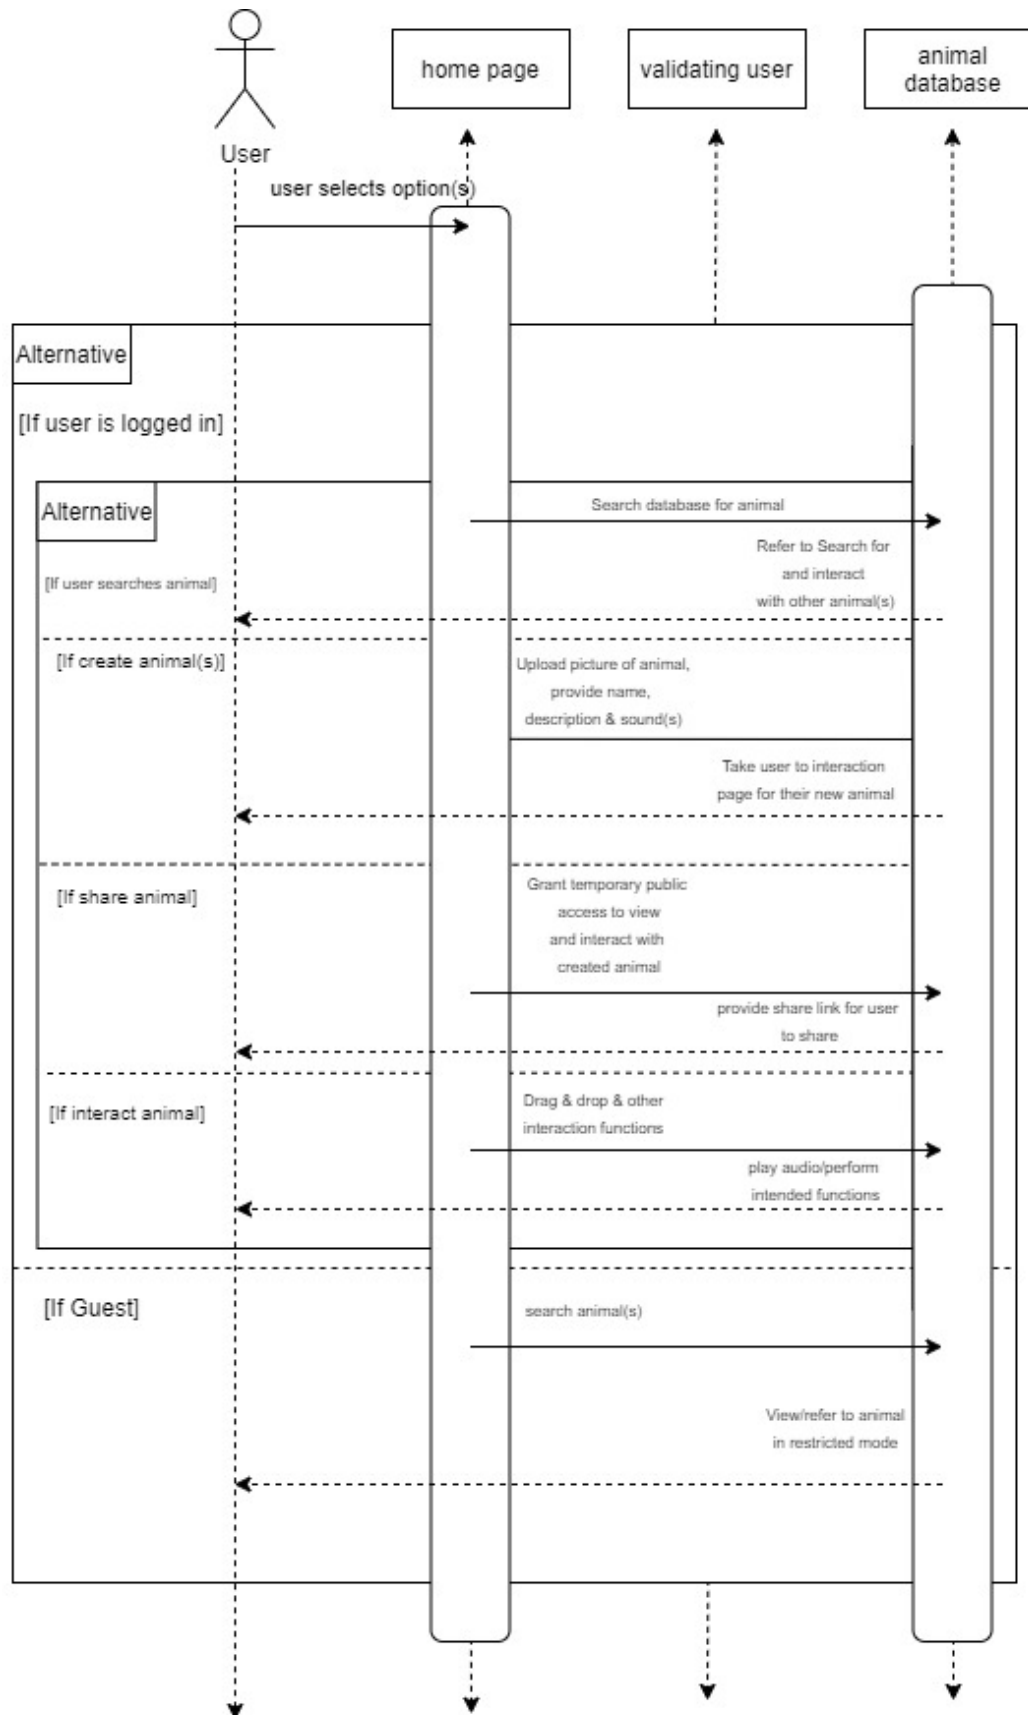 home page
validating user
animal
database
User
user selects option(s)
Alternative
[If user is logged in]
Alternative
Search database for animal
Refer to Search for
and interact
with other animal(s)
[If user searches animal]
[If create animal(s)]
Upload picture of animal,
provide name,
description & sound(s)
Take user to interaction
page for their new animal
[If share animal]
Grant temporary public
access to view
and interact with
created animal
provide share link for user
to share
[If interact animal]
Drag & drop & other
interaction functions
play audio/perform
intended functions
[If Guest]
search animal(s)
View/refer to animal
in restricted mode